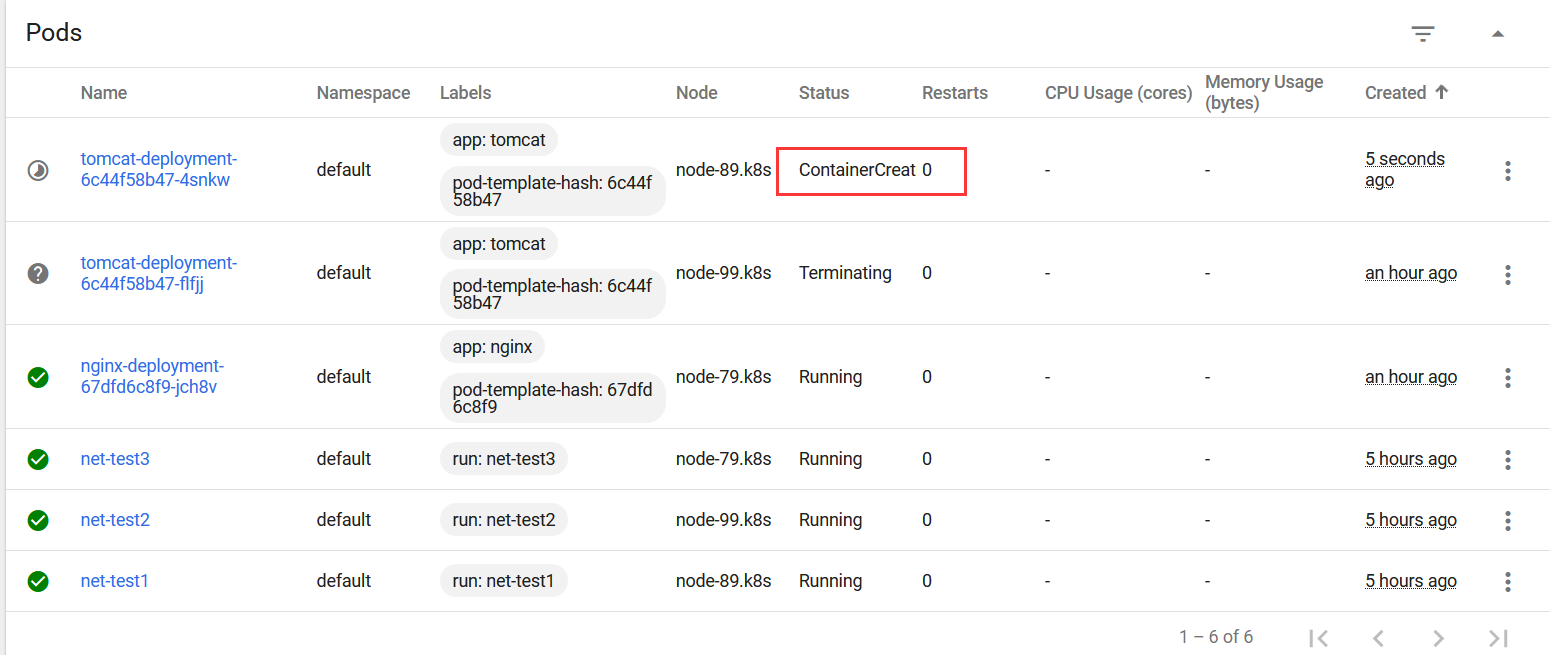 Pods
Name Namespace Labels Node Status Restarts CPU Usage (cores) Memory Usage
(bytes) Created
tomcat-deployment-
6c44f58b47-4snkw default app: tomcat
pod-template-hash: 6c44f
58b47 node-89.k8s ContainerCreat 0 - - 5 seconds
ago
tomcat-deployment-
6c44f58b47-flfjj default app: tomcat
pod-template-hash: 6c44f
58b47 node-99.k8s Terminating 0 - - an hour ago
nginx-deployment-
67dfd6c8f9-jch8v default app: nginx
pod-template-hash: 67dfd
6c8f9 node-79.k8s Running 0 - - an hour ago
net-test3 default run: net-test3 node-79.k8s Running 0 - - 5 hours ago
net-test2 default run: net-test2 node-99.k8s Running 0 - - 5 hours ago
net-test1 default run: net-test1 node-89.k8s Running 0 - - 5 hours ago
1 – 6 of 6